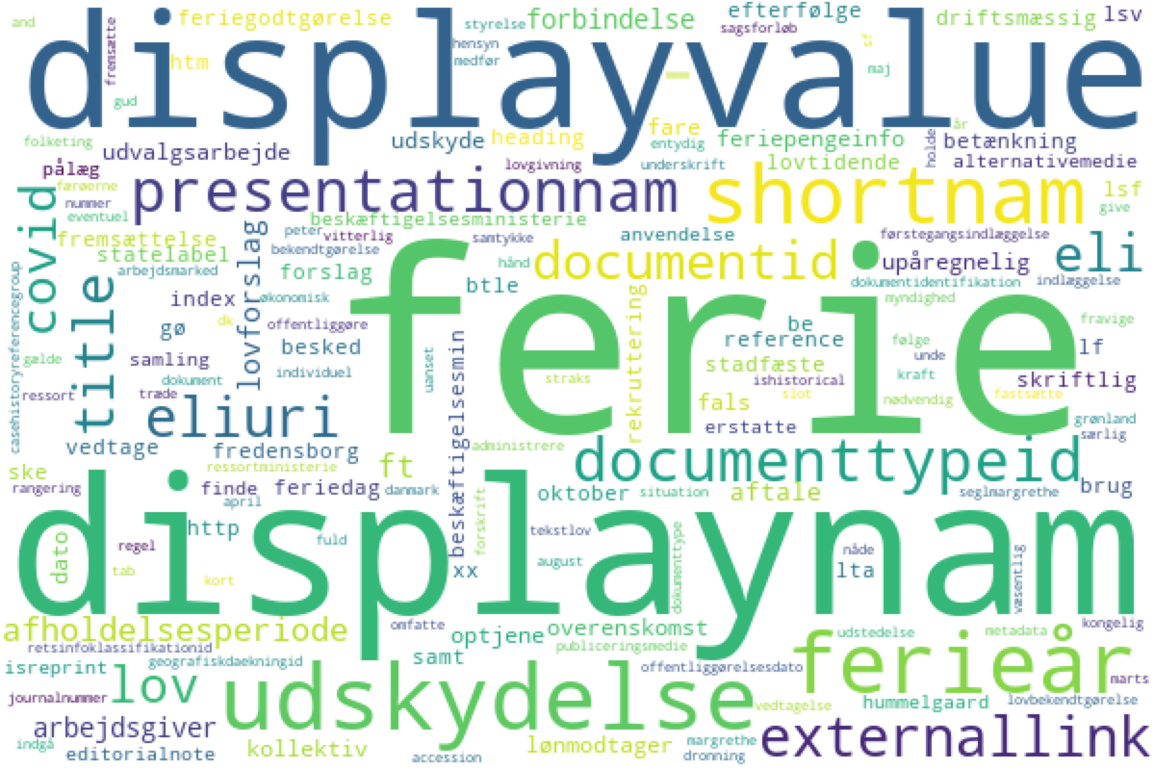 and
fremsætte
feriegodtgørelse
styrelse
forbindelse
efterfølge
sagsforløb
driftsmæssig
lsv
displayvalue
htm
hensyn
medfør
www
sf
maj
gud
folketing
udvalgsarbejde
udskyde
heading
fare
entydig
feriepengeinfo
holde
år
betænkning
pålæg
lovgivning
underskrift
lovtidende
alternativemedie
færøerne
nummer
eventuel
covid
presentationnam
shortnam
lsf
give
beskæftigelsesministerie
fremsættelse
statelabel
arbejdsmarked
lovforslag
peter
vitterlig
bekendtgørelse
samtykke
anvendelse
førstegangsindlæggelse
eli
forslag
hånd
documentid
upåregnelig
dokumentidentifikation
indlæggelse
casehistoryreferencegroup
title
index
økonomisk
btle
ferie
myndighed
gø
dk
offentliggøre
rekruttering
be
reference
følge
fravige
gælde
samling
besked
individuel
uanset
beskæftigelsesmin
straks
stadfæste
unde
lf
ressort
dokument
træde
ishistorical
slot
kraft
nødvendig
skriftlig
fastsætte
eliuri
fals
erstatte
grønland
særlig
vedtage
fredensborg
administrere
ske
ressortministerie
ft
documenttypeid
rangering
finde
feriedag
danmark
april
forskrift
oktober
situation
aftale
seglmargrethe
brug
displaynam
http
fuld
dato
regel
tab
kort
xx
tekstlov
august
dokumenttype
nåde
lta
væsentlig
afholdelsesperiode
omfatte
optjene
overenskomst
udstedelse
metadata
kongelig
retsinfoklassifikationid
isreprint
geografiskdaekningid
samt
publiceringsmedie
offentliggørelsesdato
ferieår
marts
journalnummer
lov
udskydelse
vedtagelse
hummelgaard
lovbekendtgørelse
arbejdsgiver
externallink
indgå
editorialnote
kollektiv
accession
lønmodtager
margrethe
dronning